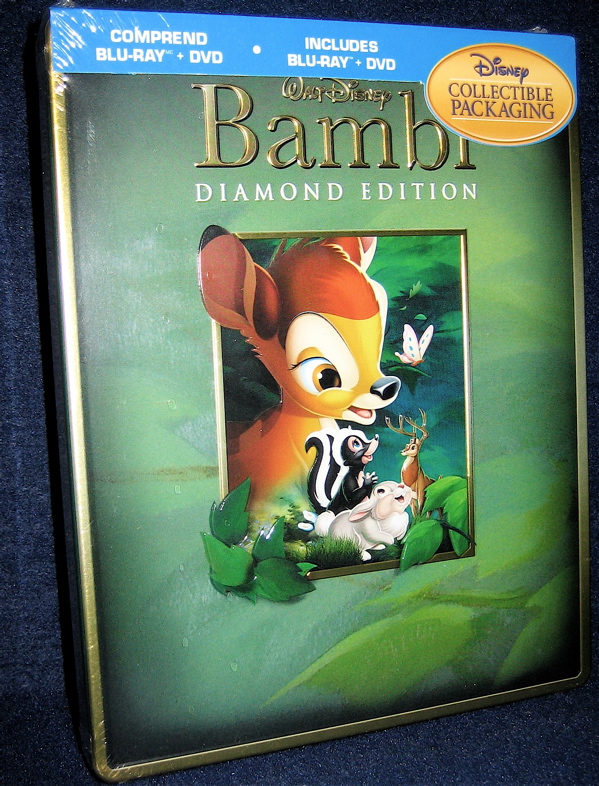 COMPREND
BLU-RAY™ + DVD
•
INCLUDES
BLU-RAY™ + DVD
Disney
COLLECTIBLE
PACKAGING
WALT DISNEY
Bambi
DIAMOND EDITION